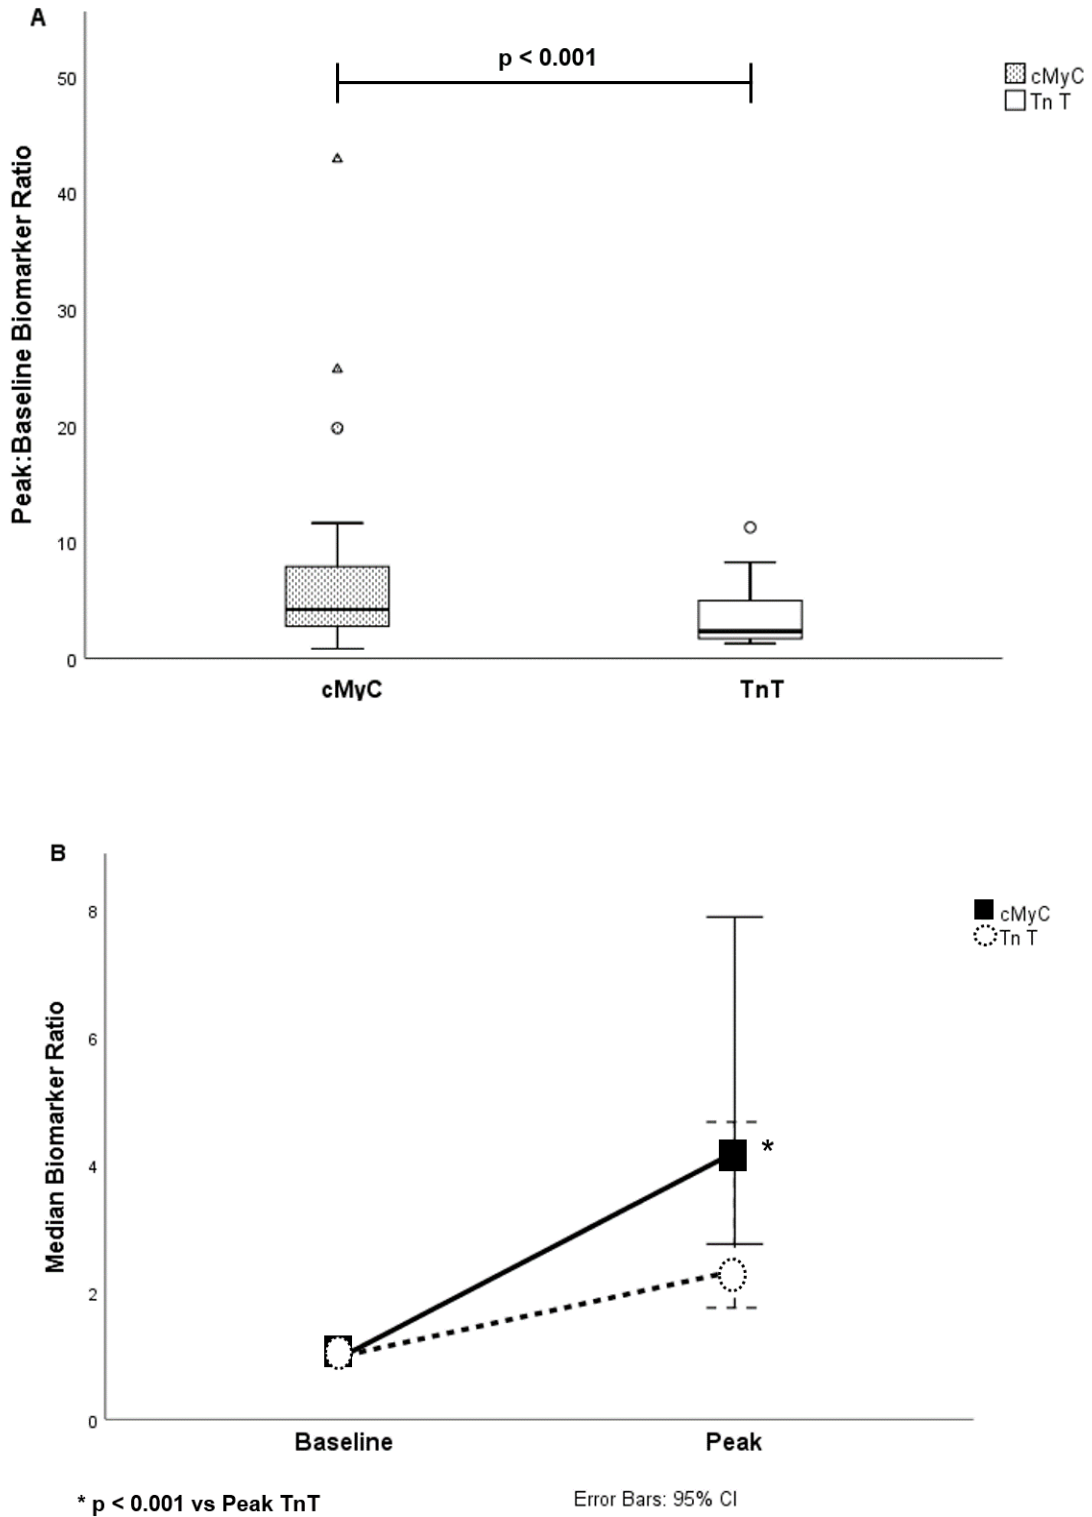 A
p < 0.001
cMyC
Tn T
Peak:Baseline Biomarker Ratio
50
40
30
20
10
0
cMyC
TnT
B
cMyC
Tn T
Median Biomarker Ratio
8
6
4
2
0
*
Baseline
Peak
* p < 0.001 vs Peak TnT
Error Bars: 95% CI